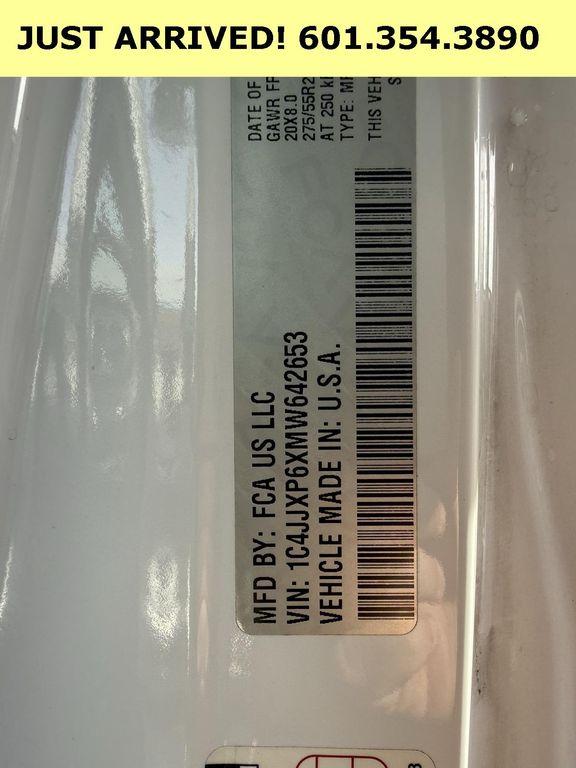 JUST ARRIVED! 601.354.3890
MFD BY: FCA US LLC
VIN: 1C4JJXP6XMW642653
VEHICLE MADE IN: U.S.A.
DATE OF
GAWR
20X8.0
275/55R2
AT 250
TYPE:
THIS VEH